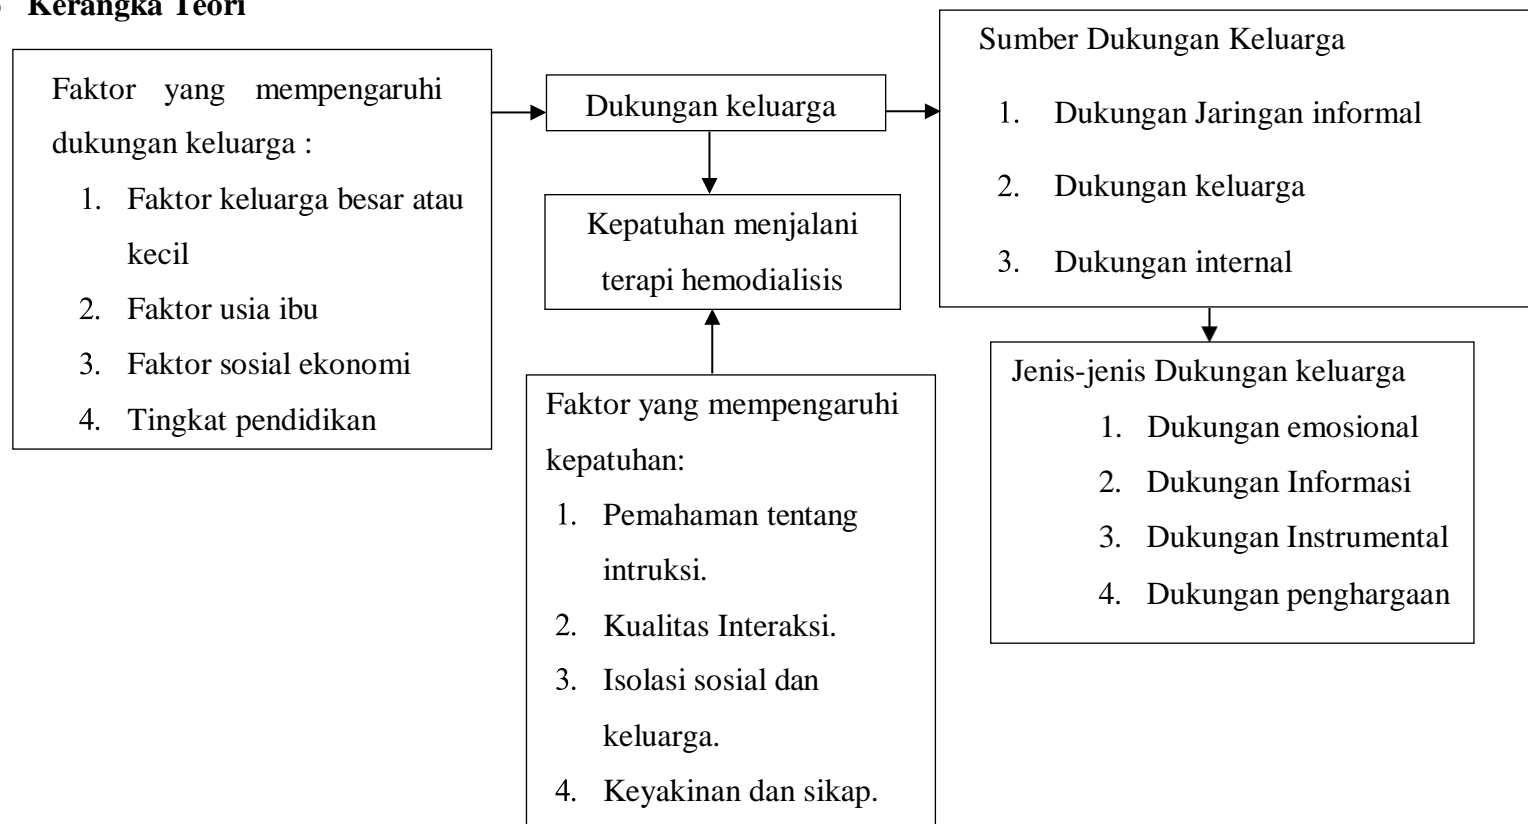 Kerangka Teori
Faktor yang mempengaruhi
dukungan keluarga :
1. Faktor keluarga besar atau
kecil
2. Faktor usia ibu
3. Faktor sosial ekonomi
4. Tingkat pendidikan
Dukungan keluarga
Kepatuhan menjalani
terapi hemodialisis
Faktor yang mempengaruhi
kepatuhan:
1. Pemahaman tentang
intruksi.
2. Kualitas Interaksi.
3. Isolasi sosial dan
keluarga.
4. Keyakinan dan sikap.
Sumber Dukungan Keluarga
1. Dukungan Jaringan informal
2. Dukungan keluarga
3. Dukungan internal
Jenis-jenis Dukungan keluarga
1. Dukungan emosional
2. Dukungan Informasi
3. Dukungan Instrumental
4. Dukungan penghargaan